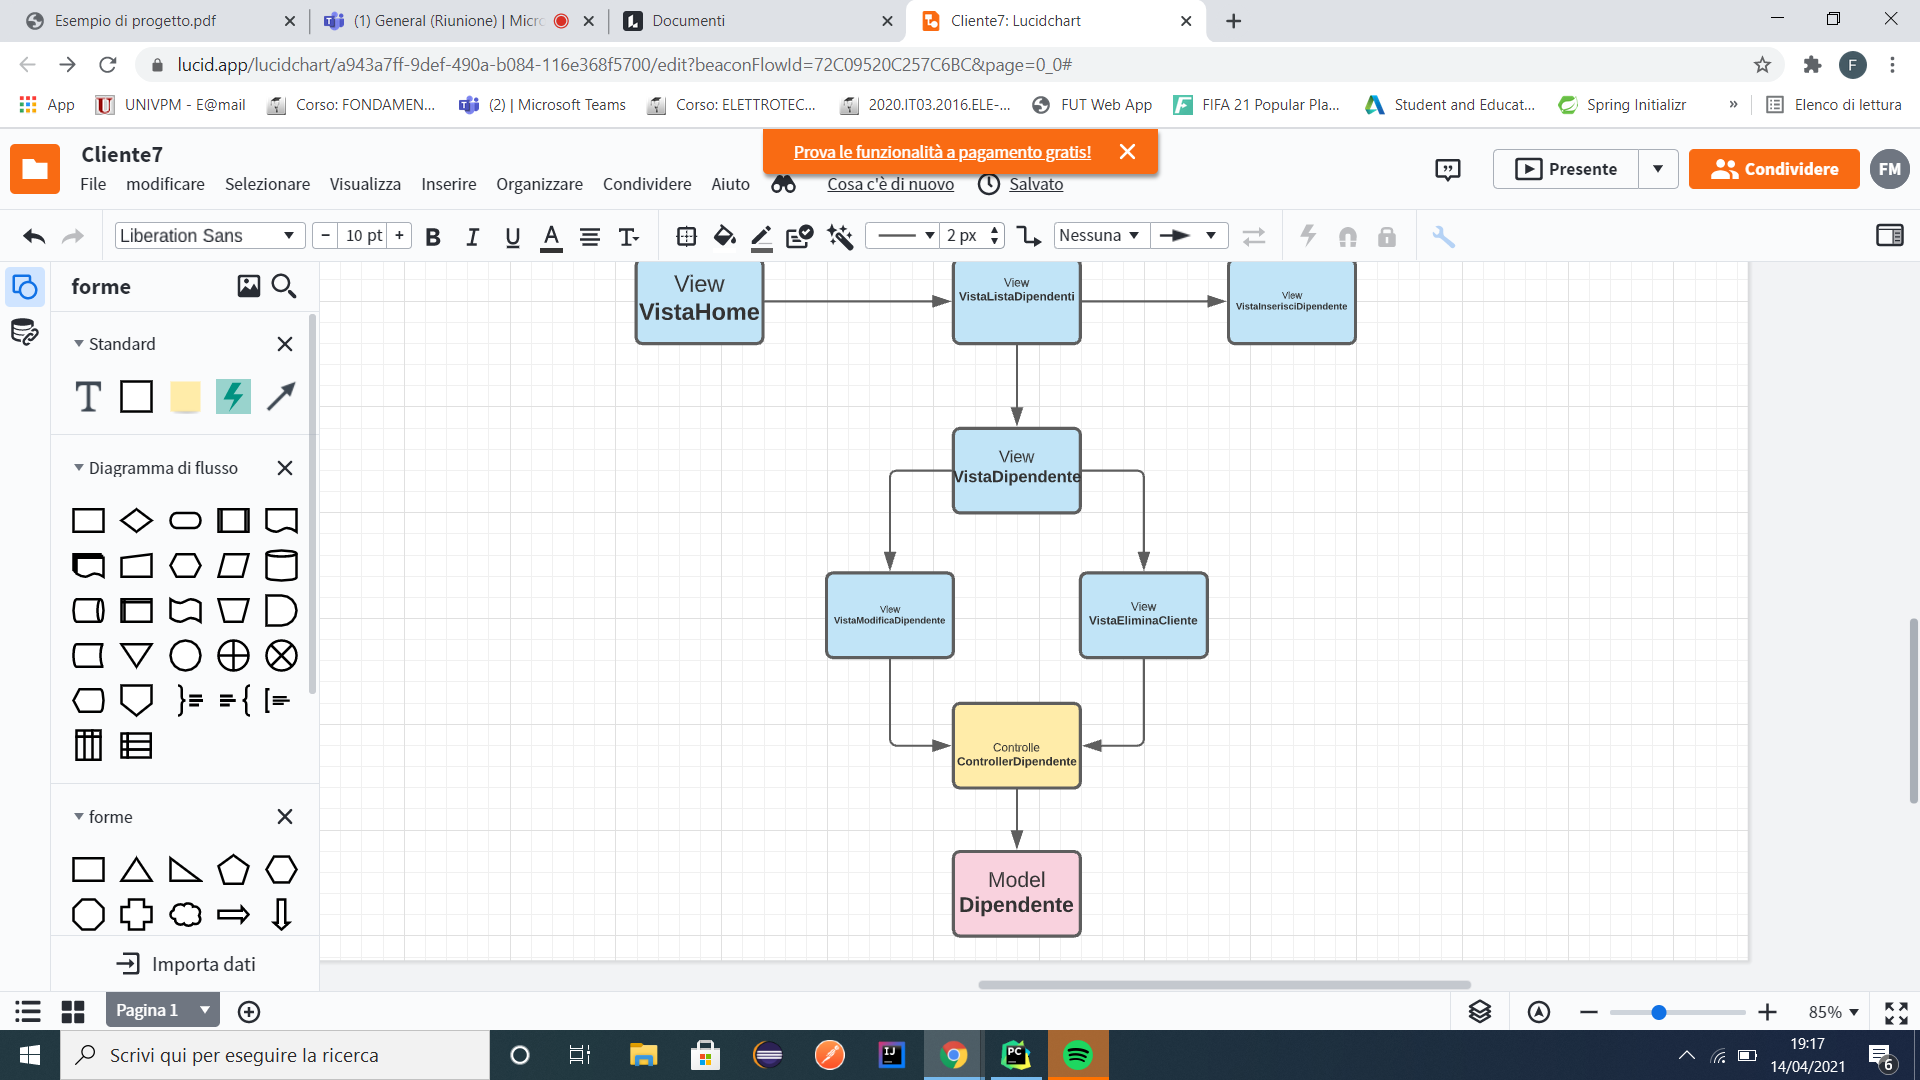 Esempio di progetto.pdf
(1) General (Riunione) | Micro
Documenti
Cliente7: Lucidchart
lucid.app/lucidchart/a943a7ff-9def-490a-b084-116e368f5700/edit?beaconFlowId=72C09520C257C6BC&page=0_0#
F
App
UNIVPM - E@mail
Corso: FONDAMEN...
(2) | Microsoft Teams
Corso: ELETTROTEC...
2020.IT03.2016.ELE-...
FUT Web App
FIFA 21 Popular Pla...
Student and Educat...
Spring Initializr
»
Elenco di lettura
Cliente7
Prova le funzionalità a pagamento gratis!
File
modificare
Selezionare
Visualizza
Inserire
Organizzare
Condividere
Aiuto
Cosa c'è di nuovo
Salvato
Presente
Condividere
FM
Liberation Sans
- 10 pt +
B
I
U
A
T
2 px
Nessuna
forme
Standard
T
Diagramma di flusso
forme
Importa dati
View
VistaHome
View
VistaListaDipendenti
View
VistaInserisciDipendente
View
VistaDipendente
View
VistaModificaDipendente
View
VistaEliminaCliente
Controlle
ControllerDipendente
Model
Dipendente
Pagina 1
85%
Scrivi qui per eseguire la ricerca
IJ
PC
19:17
14/04/2021
6